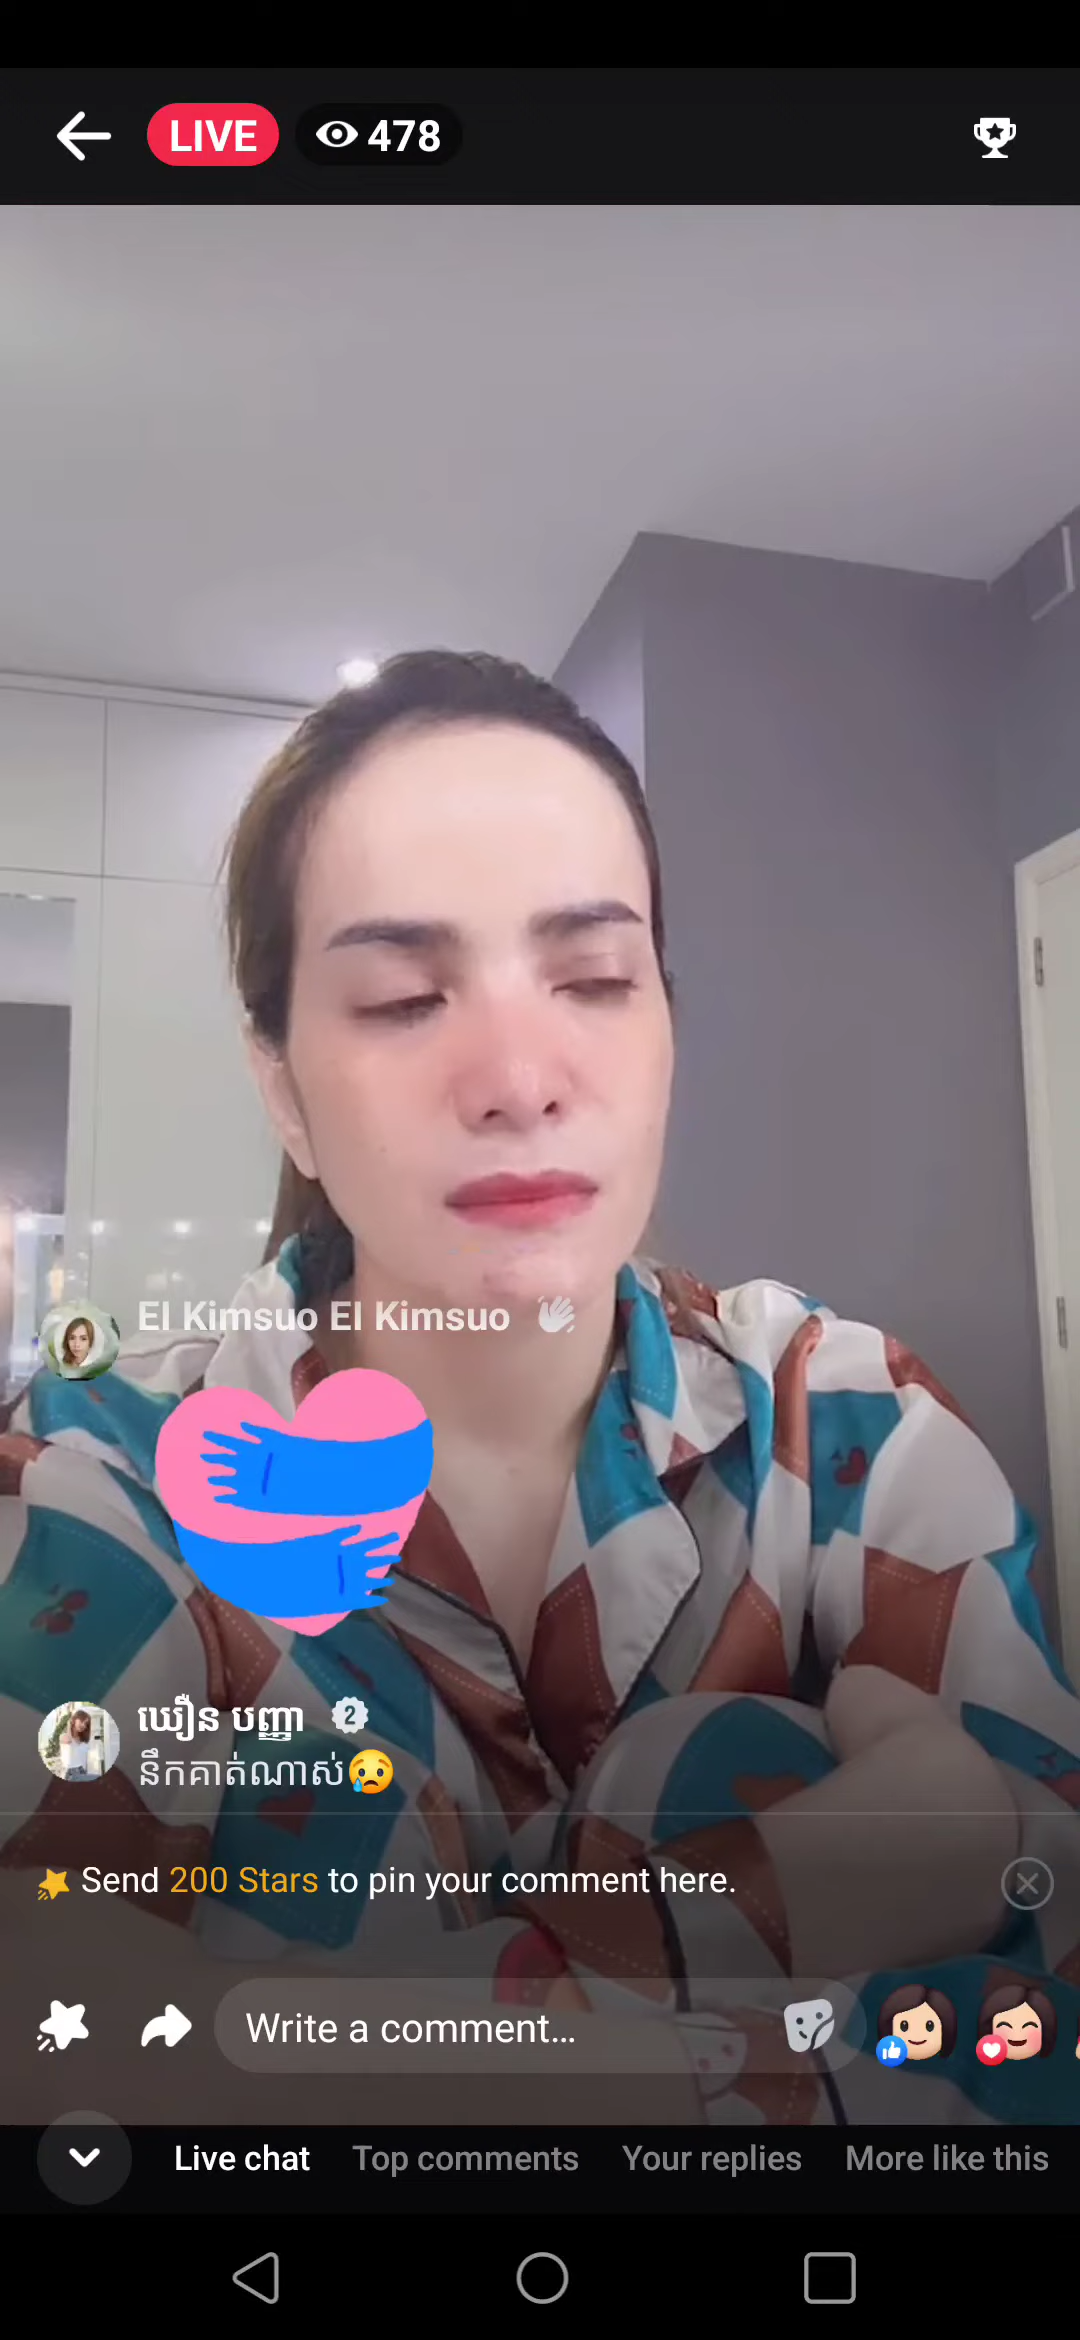 LIVE 478
El Kimsuo El Kimsuo
ឃឿន បញ្ញា 2
នឹកគាត់ណាស់😢
Send 200 Stars to pin your comment here.
Write a comment...
Live chat Top comments Your replies More like this